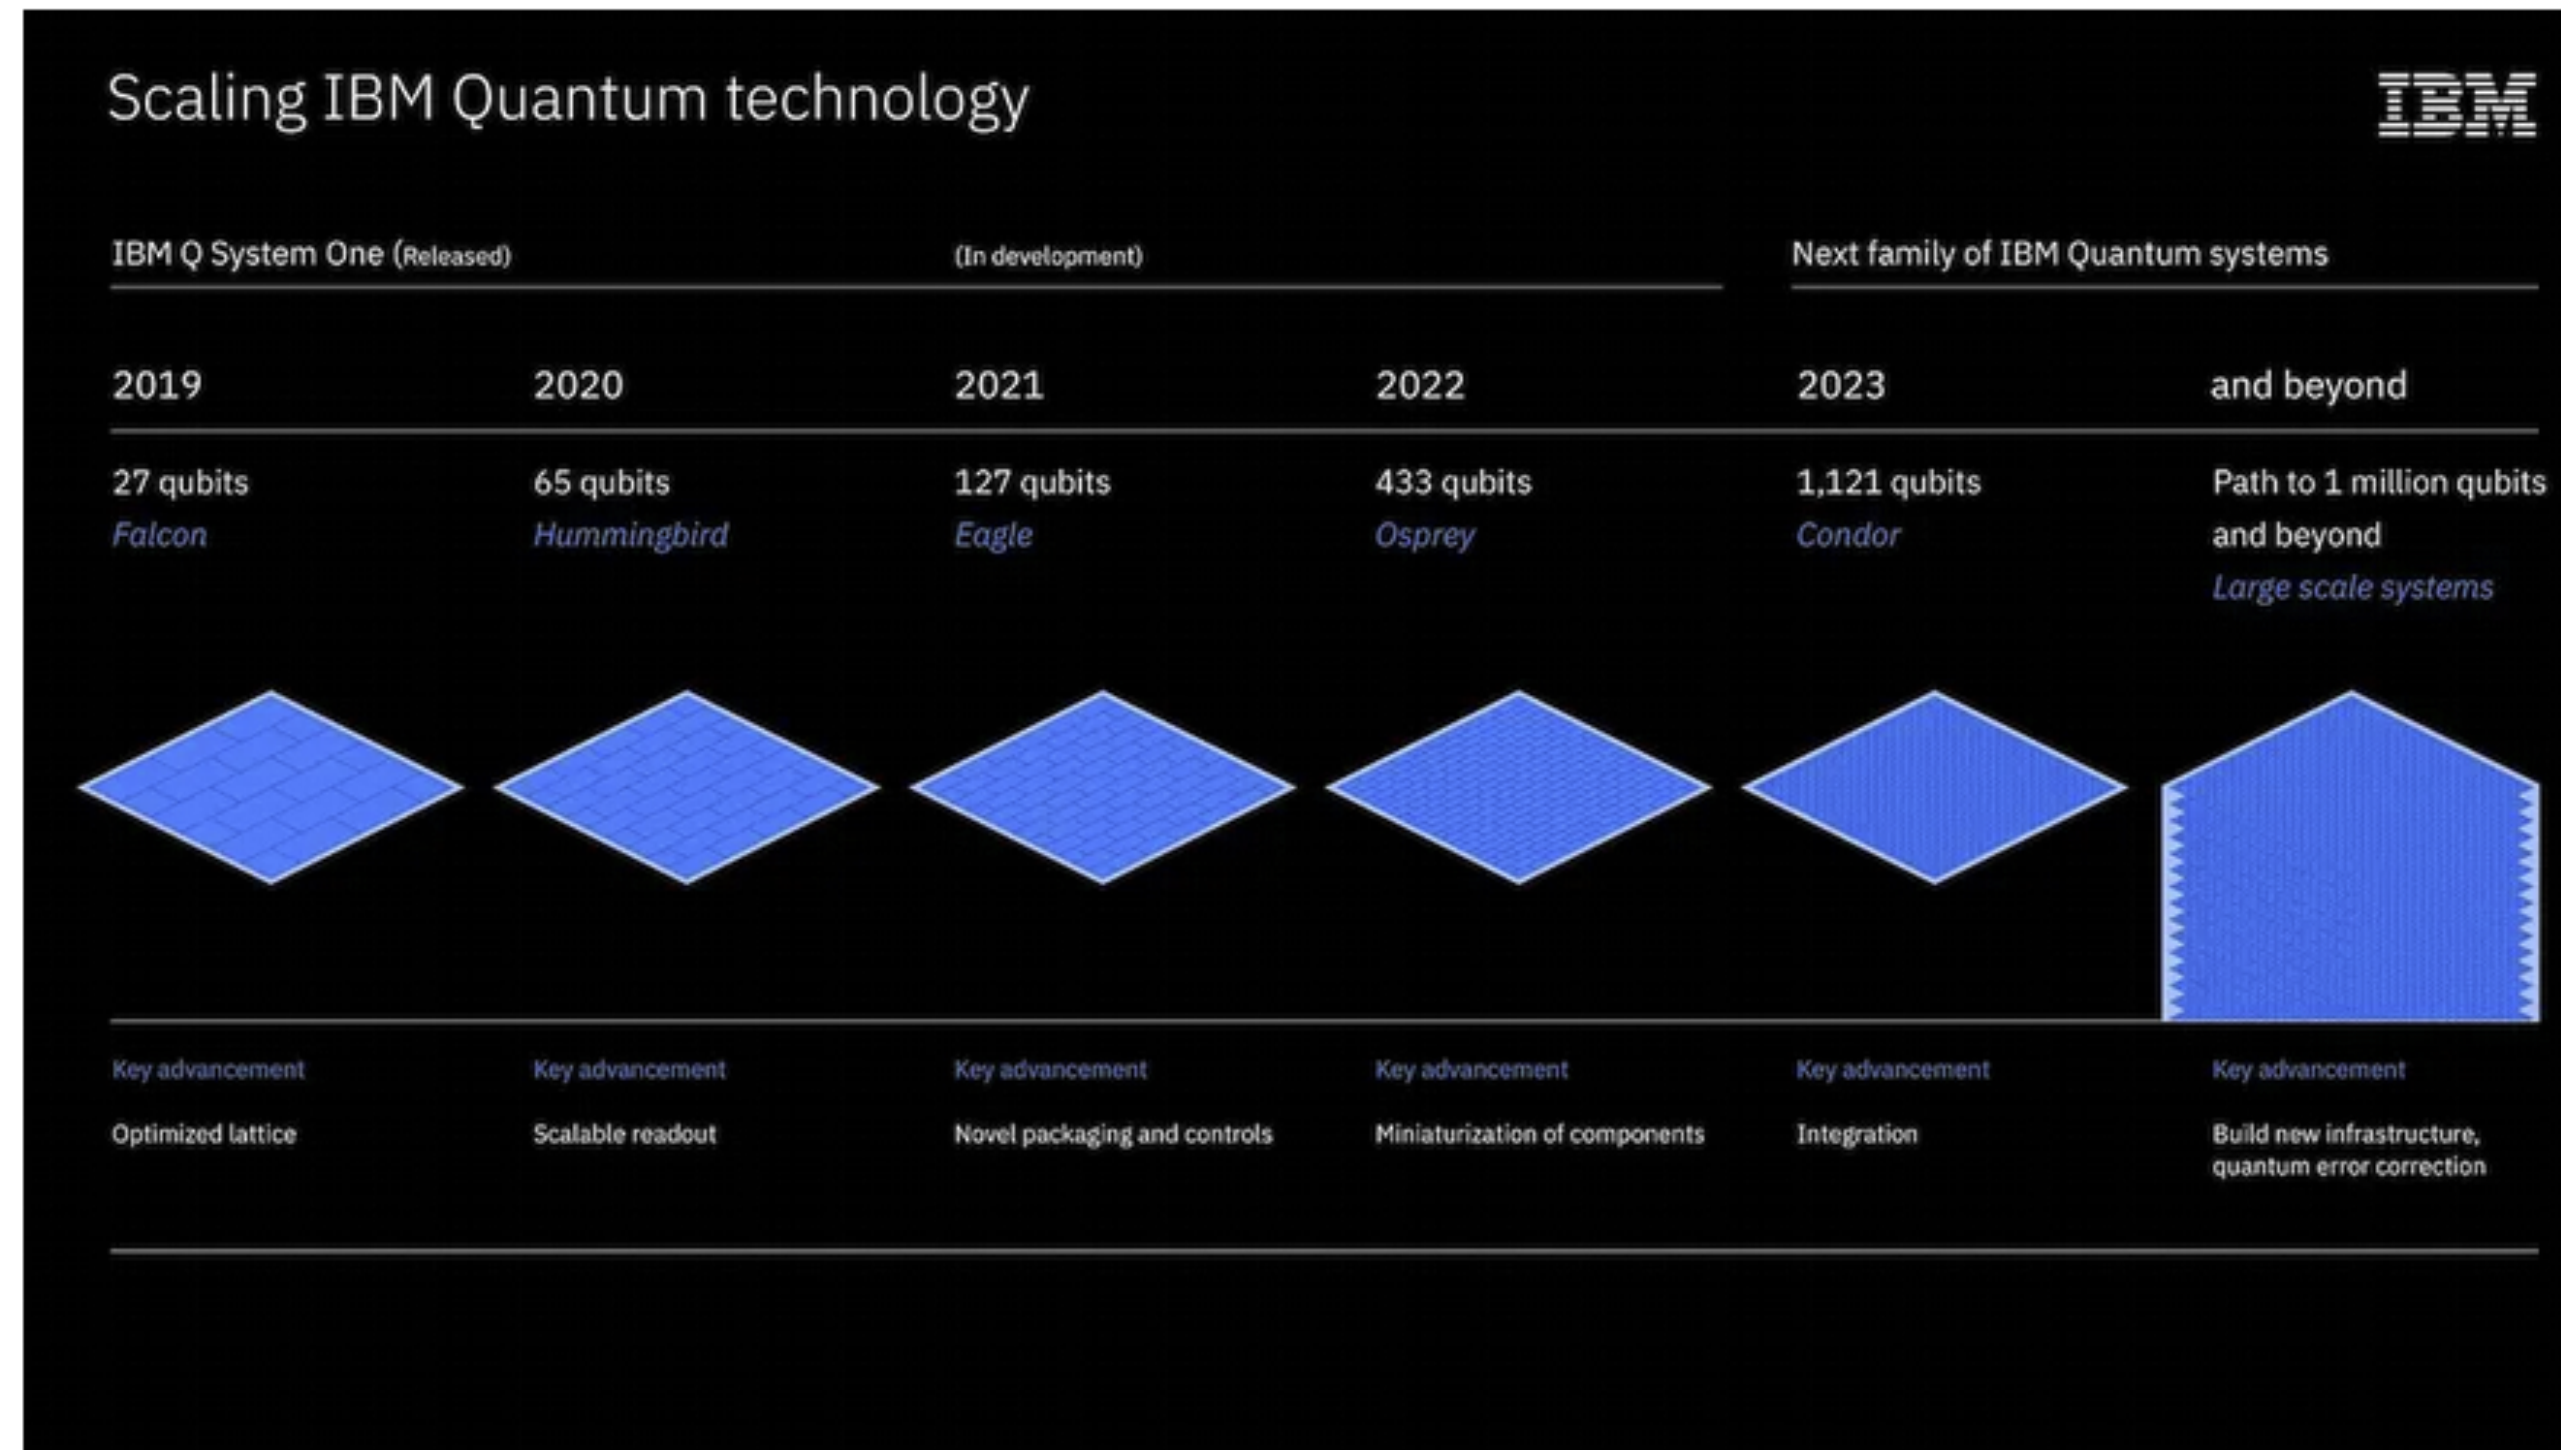 Scaling IBM Quantum technology
IBM
IBM Q System One (Released)
(In development)
Next family of IBM Quantum systems
2019
2020
2021
2022
2023
and beyond
27 qubits
Falcon
65 qubits
Hummingbird
127 qubits
Eagle
433 qubits
Osprey
1,121 qubits
Condor
Path to 1 million qubits
and beyond
Large scale systems
Key advancement
Optimized lattice
Key advancement
Scalable readout
Key advancement
Novel packaging and controls
Key advancement
Miniaturization of components
Key advancement
Integration
Key advancement
Build new infrastructure,
quantum error correction